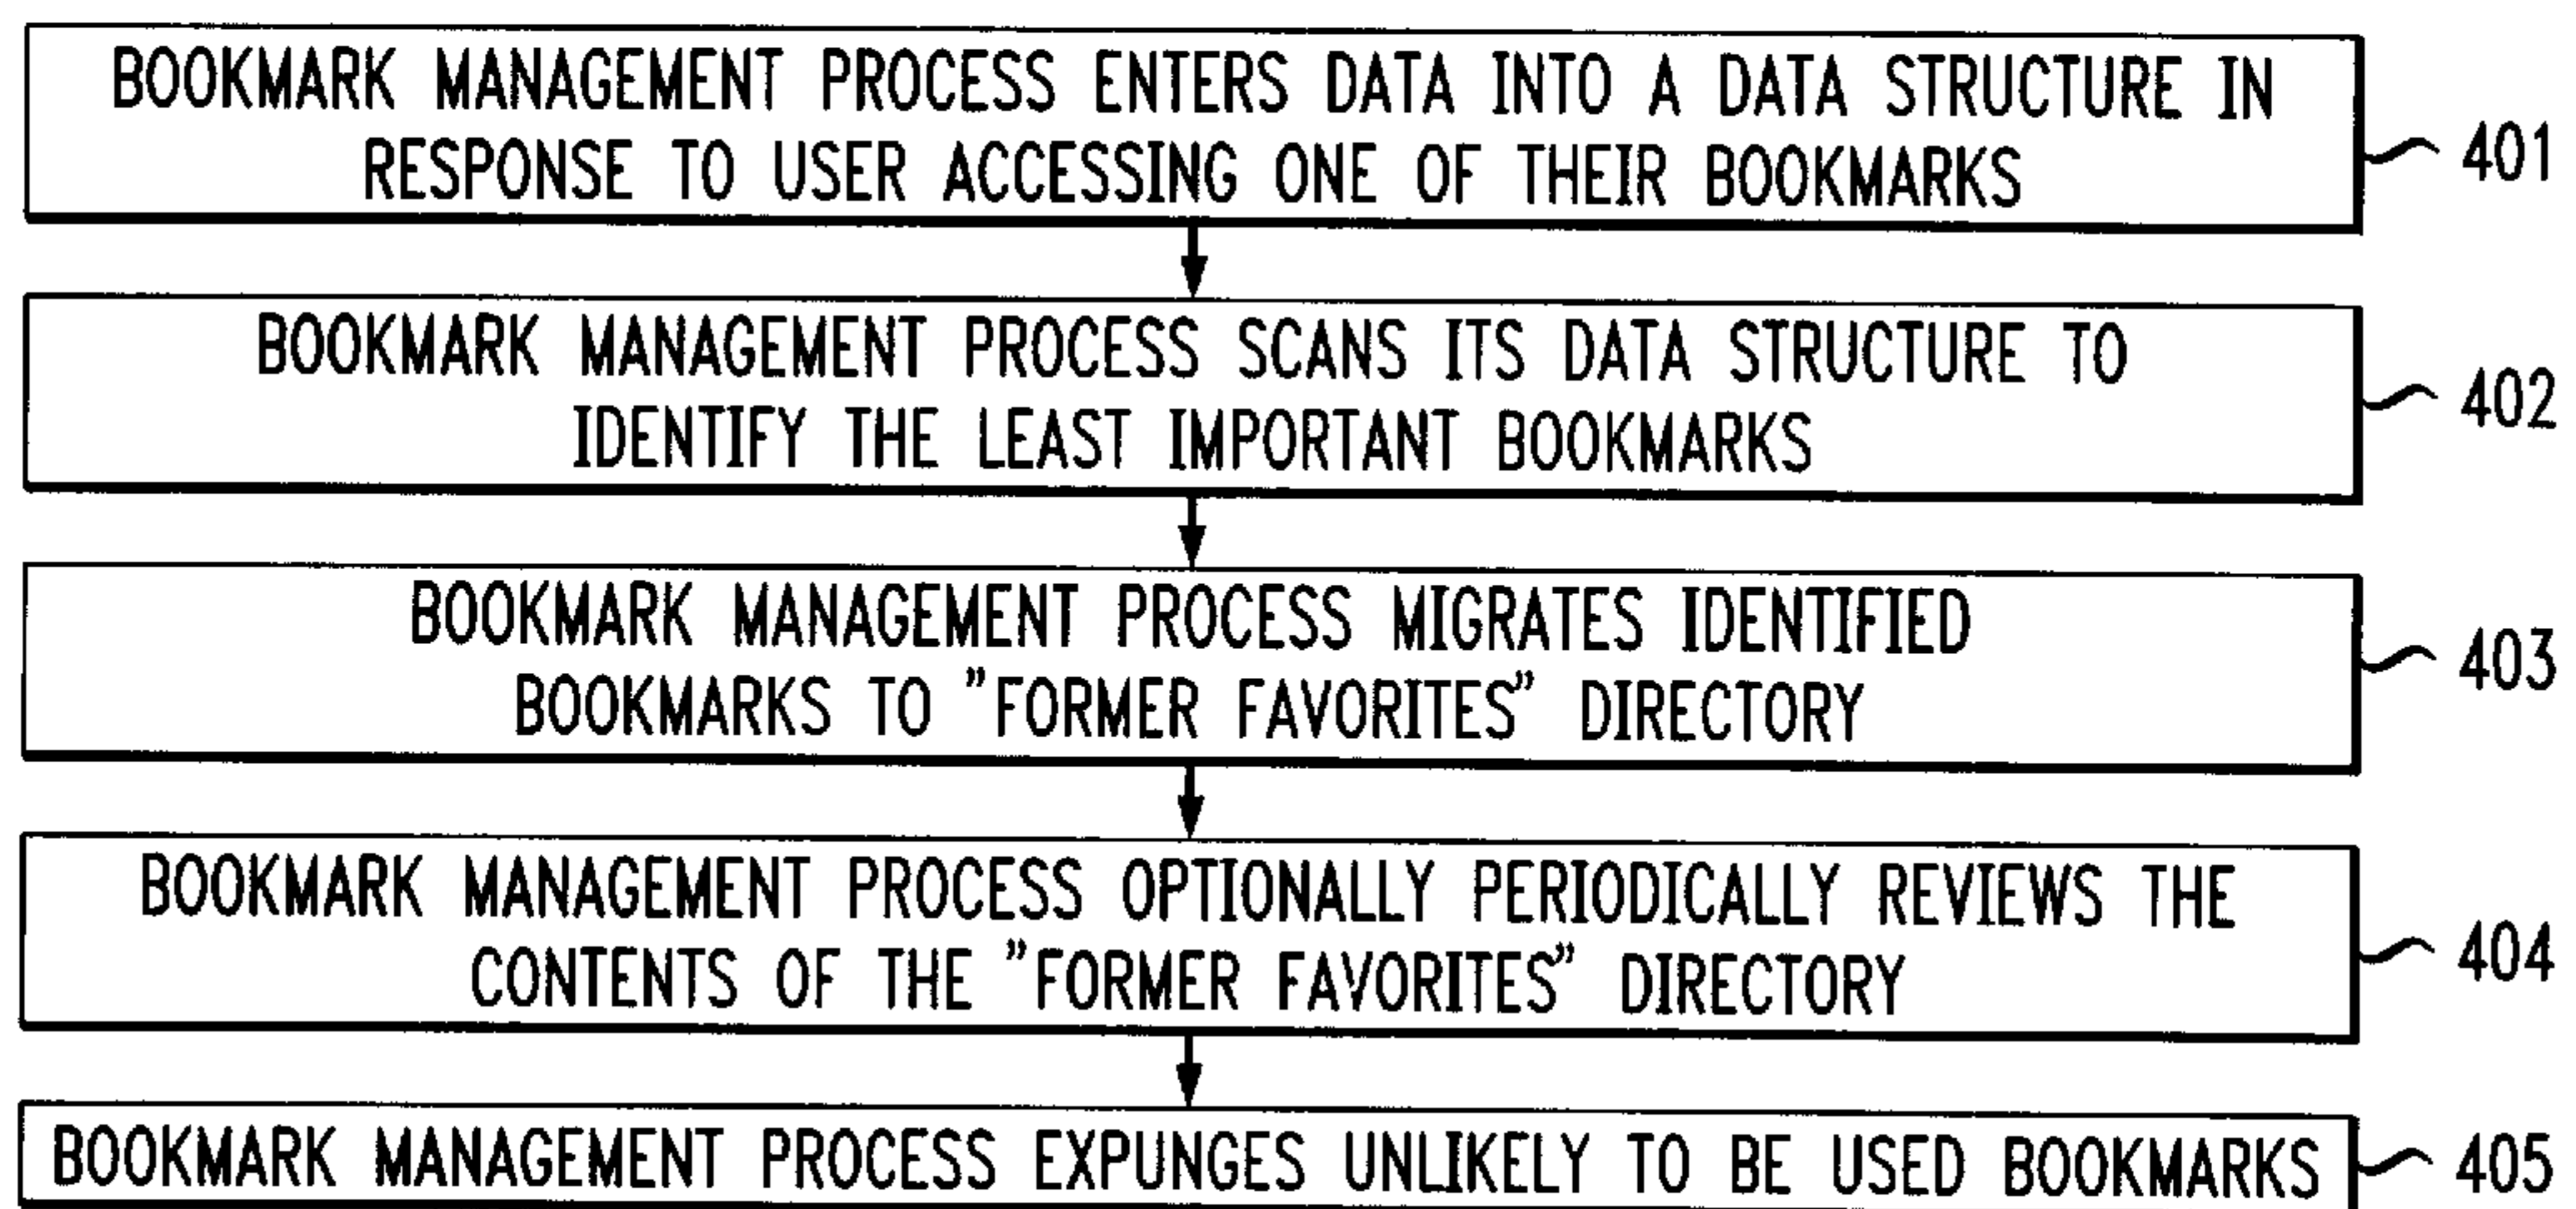 BOOKMARK MANAGEMENT PROCESS ENTERS DATA INTO A DATA STRUCTURE IN
RESPONSE TO USER ACCESSING ONE OF THEIR BOOKMARKS
401
BOOKMARK MANAGEMENT PROCESS SCANS ITS DATA STRUCTURE TO
IDENTIFY THE LEAST IMPORTANT BOOKMARKS
402
BOOKMARK MANAGEMENT PROCESS MIGRATES IDENTIFIED
BOOKMARKS TO "FORMER FAVORITES" DIRECTORY
403
BOOKMARK MANAGEMENT PROCESS OPTIONALLY PERIODICALLY REVIEWS THE
CONTENTS OF THE "FORMER FAVORITES" DIRECTORY
404
BOOKMARK MANAGEMENT PROCESS EXPUNGES UNLIKELY TO BE USED BOOKMARKS
405